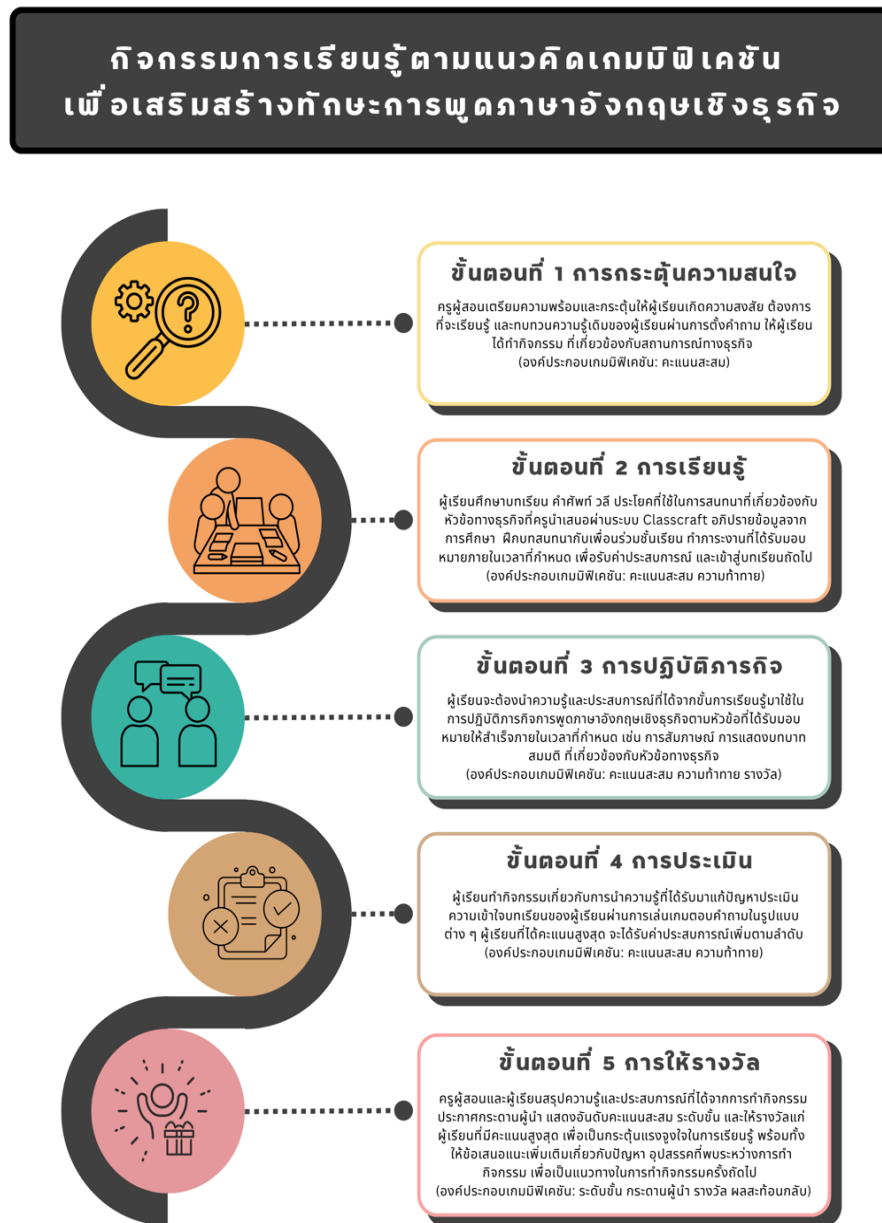 กิจกรรมการเรียนรู้ตามแนวคิดเกมมิฟิเคชัน
เพื่อเสริมสร้างทักษะการพูดภาษาอังกฤษเชิงธุรกิจ
ขั้นตอนที่ 1 การกระตุ้นความสนใจ
ครูผู้สอนเตรียมความพร้อมและกระตุ้นให้ผู้เรียนเกิดความสงสัย ต้องการ
ที่จะเรียนรู้ และทบทวนความรู้เดิมของผู้เรียนผ่านการตั้งคำถาม ให้ผู้เรียน
ได้ทำกิจกรรม ที่เกี่ยวข้องกับสถานการณ์ทางธุรกิจ
(องค์ประกอบเกมมิฟิเคชัน: คะแนนสะสม)
ขั้นตอนที่ 2 การเรียนรู้
ผู้เรียนศึกษาบทเรียน คำศัพท์ วลี ประโยคที่ใช้ในการสนทนาที่เกี่ยวข้องกับ
หัวข้อทางธุรกิจที่ครูนำเสนอผ่านระบบ Classcraft อภิปรายข้อมูลจาก
การศึกษา ฝึกบทสนทนากับเพื่อนร่วมชั้นเรียน ทำภาระงานที่ได้รับมอบ
หมายภายในเวลาที่กำหนด เพื่อรับค่าประสบการณ์ และเข้าสู่บทเรียนถัดไป
(องค์ประกอบเกมมิฟิเคชัน: คะแนนสะสม ความท้าทาย)
ขั้นตอนที่ 3 การปฏิบัติภารกิจ
ผู้เรียนจะต้องนำความรู้และประสบการณ์ที่ได้จากขั้นการเรียนรู้มาใช้ใน
การปฏิบัติภารกิจการพูดภาษาอังกฤษเชิงธุรกิจตามหัวข้อที่ได้รับมอบ
หมายให้สำเร็จภายในเวลาที่กำหนด เช่น การสัมภาษณ์ การแสดงบทบาท
สมมติ ที่เกี่ยวข้องกับหัวข้อทางธุรกิจ
(องค์ประกอบเกมมิฟิเคชัน: คะแนนสะสม ความท้าทาย รางวัล)
ขั้นตอนที่ 4 การประเมิน
ผู้เรียนทำกิจกรรมเกี่ยวกับการนำความรู้ที่ได้รับมาแก้ปัญหาประเมิน
ความเข้าใจบทเรียนของผู้เรียนผ่านการเล่นเกมตอบคำถามในรูปแบบ
ต่าง ๆ ผู้เรียนที่ได้คะแนนสูงสุด จะได้รับค่าประสบการณ์เพิ่มตามลำดับ
(องค์ประกอบเกมมิฟิเคชัน: คะแนนสะสม ความท้าทาย)
ขั้นตอนที่ 5 การให้รางวัล
ครูผู้สอนและผู้เรียนสรุปความรู้และประสบการณ์ที่ได้จากการทำกิจกรรม
ประกาศกระดานผู้นำ แสดงอันดับคะแนนสะสม ระดับขั้น และให้รางวัลแก่
ผู้เรียนที่มีคะแนนสูงสุด เพื่อเป็นกระตุ้นแรงจูงใจในการเรียนรู้ พร้อมทั้ง
ให้ข้อเสนอแนะเพิ่มเติมเกี่ยวกับปัญหา อุปสรรคที่พบระหว่างการทำ
กิจกรรม เพื่อเป็นแนวทางในการทำกิจกรรมครั้งถัดไป
(องค์ประกอบเกมมิฟิเคชัน: ระดับขั้น กระดานผู้นำ รางวัล ผลสะท้อนกลับ)